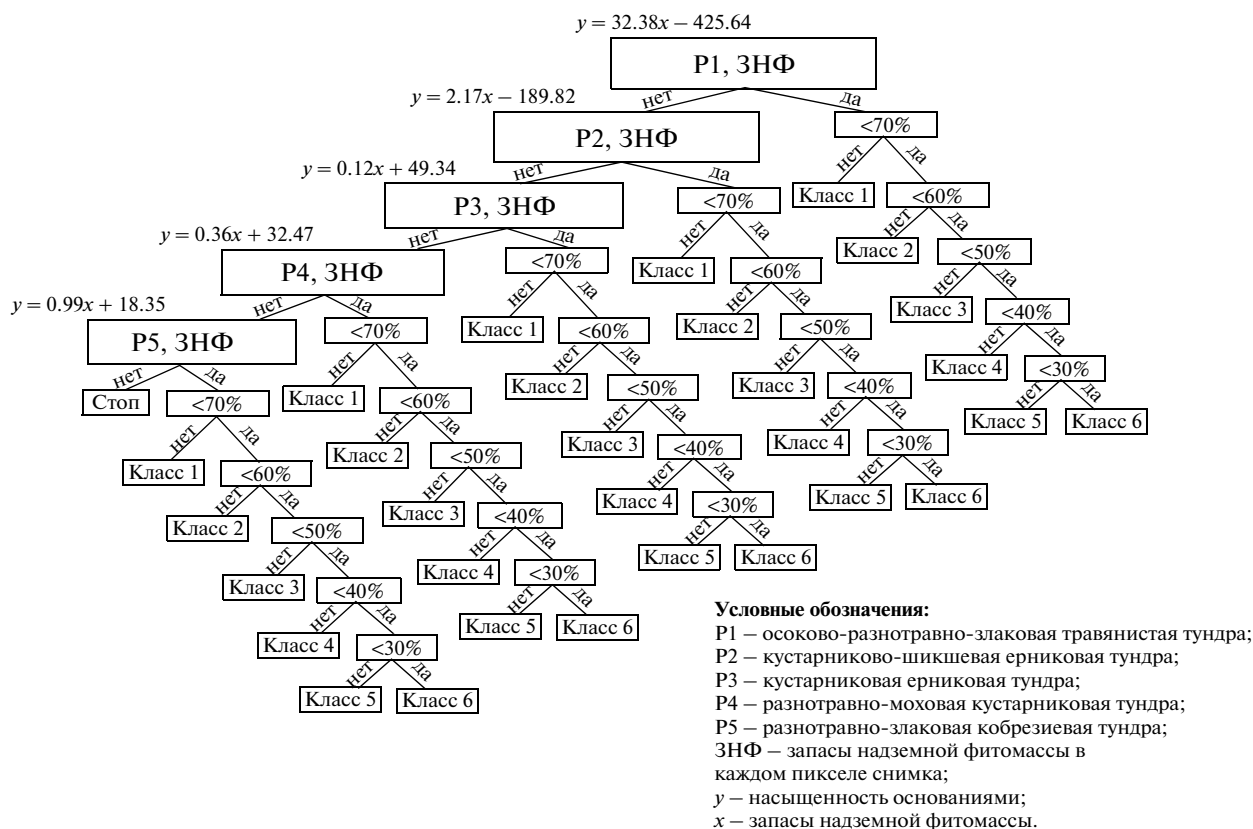 y = 32.38x − 425.64
Р1, ЗНФ
нет
да
y = 2.17x − 189.82
Р2, ЗНФ
<70%
нет
да
нет
да
y = 0.12x + 49.34
Р3, ЗНФ
<70%
Класс 1
<60%
нет
да
нет
да
нет
да
y = 0.36x + 32.47
Р4, ЗНФ
<70%
Класс 1
<60%
Класс 2
<50%
нет
да
нет
да
нет
да
нет
да
y = 0.99x + 18.35
Р5, ЗНФ
<70%
Класс 1
<60%
Класс 2
<50%
Класс 3
<40%
нет
да
нет
да
нет
да
нет
да
нет
да
Стоп
<70%
Класс 1
<60%
Класс 2
<50%
Класс 3
<40%
Класс 4
<30%
нет
да
нет
да
нет
да
нет
да
нет
да
Класс 1
<60%
Класс 2
<50%
Класс 3
<40%
Класс 4
<30%
Класс 5
Класс 6
нет
да
нет
да
нет
да
нет
да
Класс 2
<50%
Класс 3
<40%
Класс 4
<30%
Класс 5
Класс 6
нет
да
нет
да
нет
да
Класс 3
<40%
Класс 4
<30%
Класс 5
Класс 6
нет
да
нет
да
Класс 4
<30%
Класс 5
Класс 6
нет
да
Класс 5
Класс 6
Условные обозначения:
Р1 – осоково-разнотравно-злаковая травянистая тундра;
Р2 – кустарниково-шикшевая ерниковая тундра;
Р3 – кустарниковая ерниковая тундра;
Р4 – разнотравно-моховая кустарниковая тундра;
Р5 – разнотравно-злаковая кобрезиевая тундра;
ЗНФ – запасы надземной фитомассы в
каждом пикселе снимка;
y – насыщенность основаниями;
x – запасы надземной фитомассы.